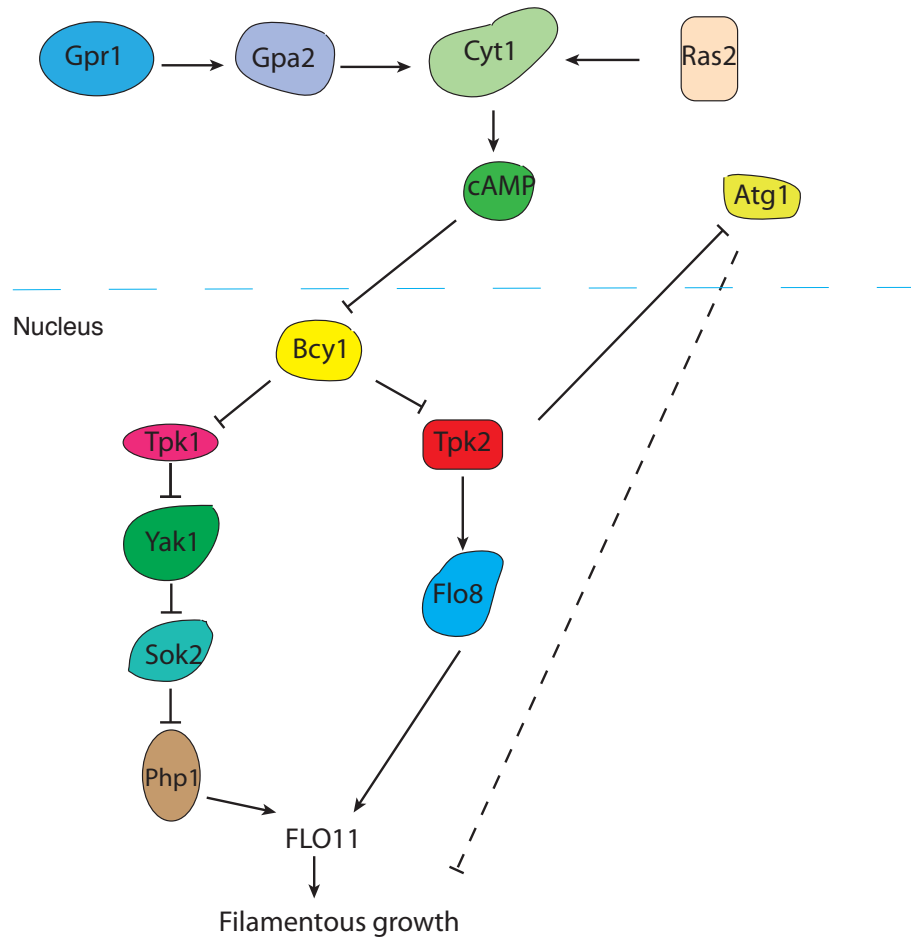 Gpr1
Gpa2
Cyt1
Ras2
cAMP
Atg1
Nucleus
Bcy1
Tpk1
Tpk2
Yak1
Flo8
Sok2
Php1
FLO11
Filamentous growth